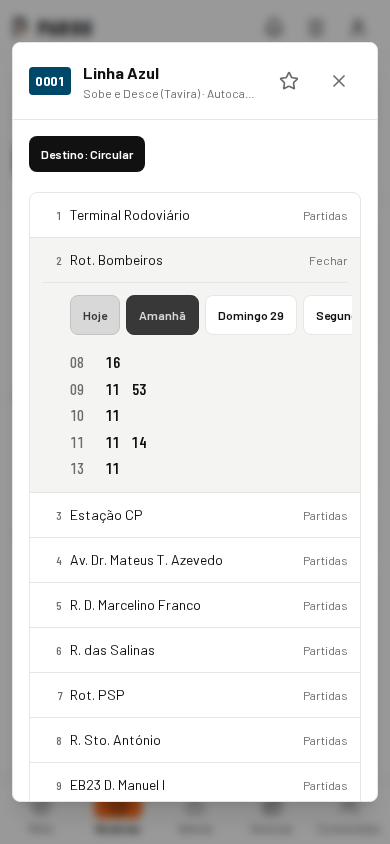 0001
Linha Azul
Sobe e Desce (Tavira) · Autoca...
Destino: Circular
1 Terminal Rodoviário Partidas
2 Rot. Bombeiros Fechar
Hoje Amanhã Domingo 29 Segun
08 16
09 11 53
10 11
11 11 14
13 11
3 Estação CP Partidas
4 Av. Dr. Mateus T. Azevedo Partidas
5 R. D. Marcelino Franco Partidas
6 R. das Salinas Partidas
7 Rot. PSP Partidas
8 R. Sto. António Partidas
9 EB23 D. Manuel I Partidas